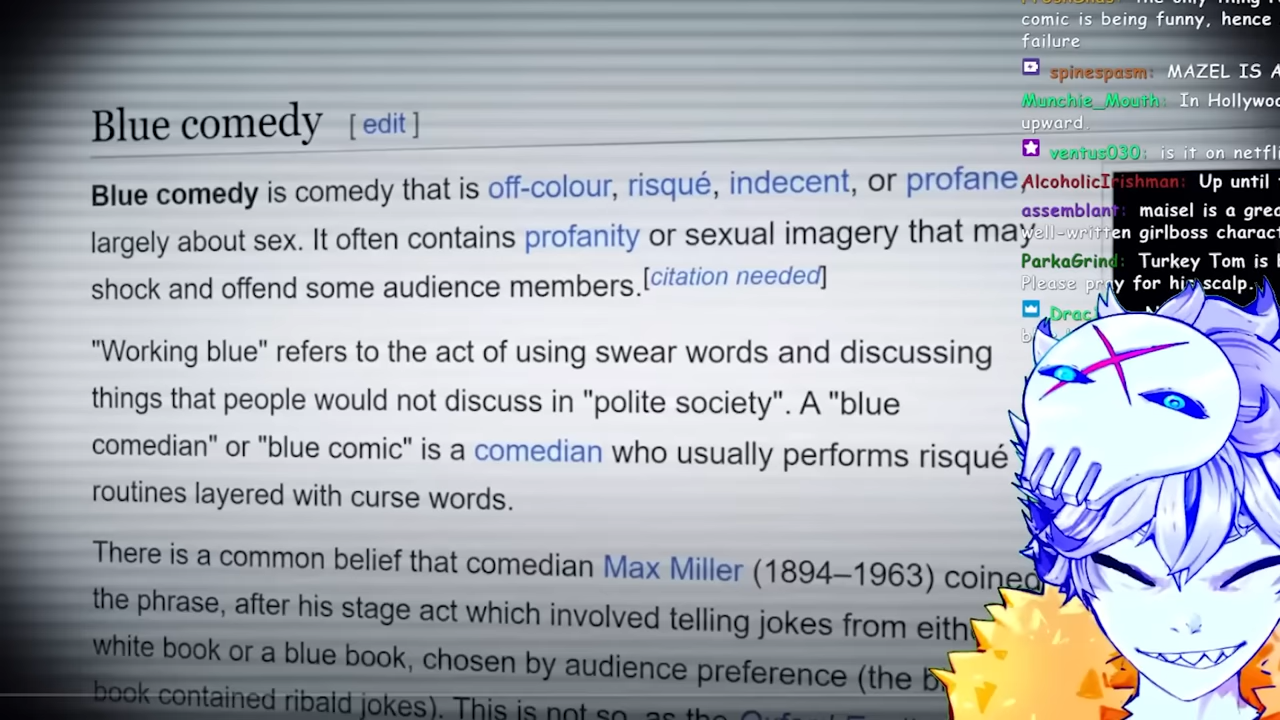 Blue comedy [ edit ]
Blue comedy is comedy that is off-colour, risqué, indecent, or profane,
largely about sex. It often contains profanity or sexual imagery that may
shock and offend some audience members.[citation needed]
"Working blue" refers to the act of using swear words and discussing
things that people would not discuss in "polite society". A "blue
comedian" or "blue comic" is a comedian who usually performs risqué
routines layered with curse words.
There is a common belief that comedian Max Miller (1894–1963) coined
the phrase, after his stage act which involved telling jokes from
white book or a blue book, chosen by audience preference (the
book contained ribald jokes). This is not so, as the
comic is being funny, hence
failure
spinespasm: MAZEL IS
Munchie_Mouth: In
upward.
ventus030: is it on
AlcoholicIrishman: Up until
assemblant: maisel is a
well-written girlboss
ParkaGrind: Turkey Tom is
Please pray for his scalp.